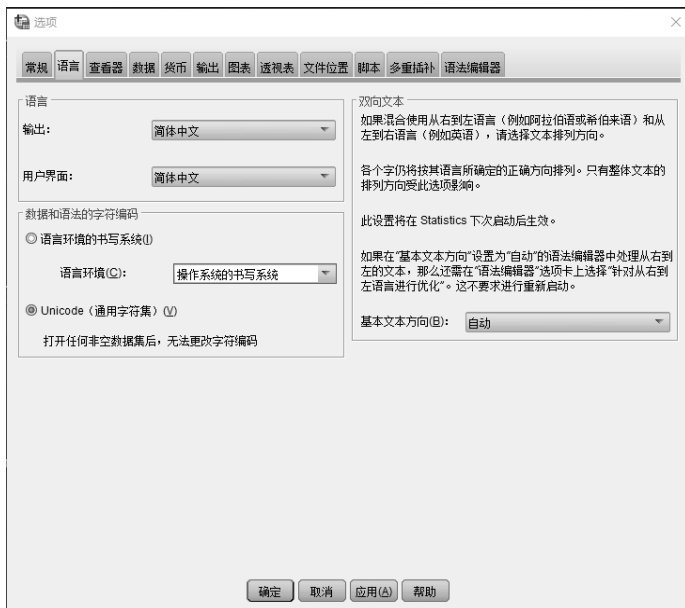 选项
常规 语言 查看器 数据 货币 输出 图表 透视表 文件位置 脚本 多重插补 语法编辑器
语言
输出:
简体中文
用户界面:
简体中文
数据和语法的字符编码
语言环境的书写系统(I)
语言环境(C):
操作系统的书写系统
Unicode（通用字符集）(V)
打开任何非空数据集后，无法更改字符编码
双向文本
如果混合使用从右到左语言（例如阿拉伯语或希伯来语）和从
左到右语言（例如英语），请选择文本排列方向。
各个字仍将按其语言所确定的正确方向排列。只有整体文本的
排列方向受此选项影响。
此设置将在 Statistics 下次启动后生效。
如果在“基本文本方向”设置为“自动”的语法编辑器中处理从右到
左的文本，那么还需在“语法编辑器”选项卡上选择“针对从右到
左语言进行优化”。这不要求进行重新启动。
基本文本方向(B):
自动
确定 取消 应用(A) 帮助